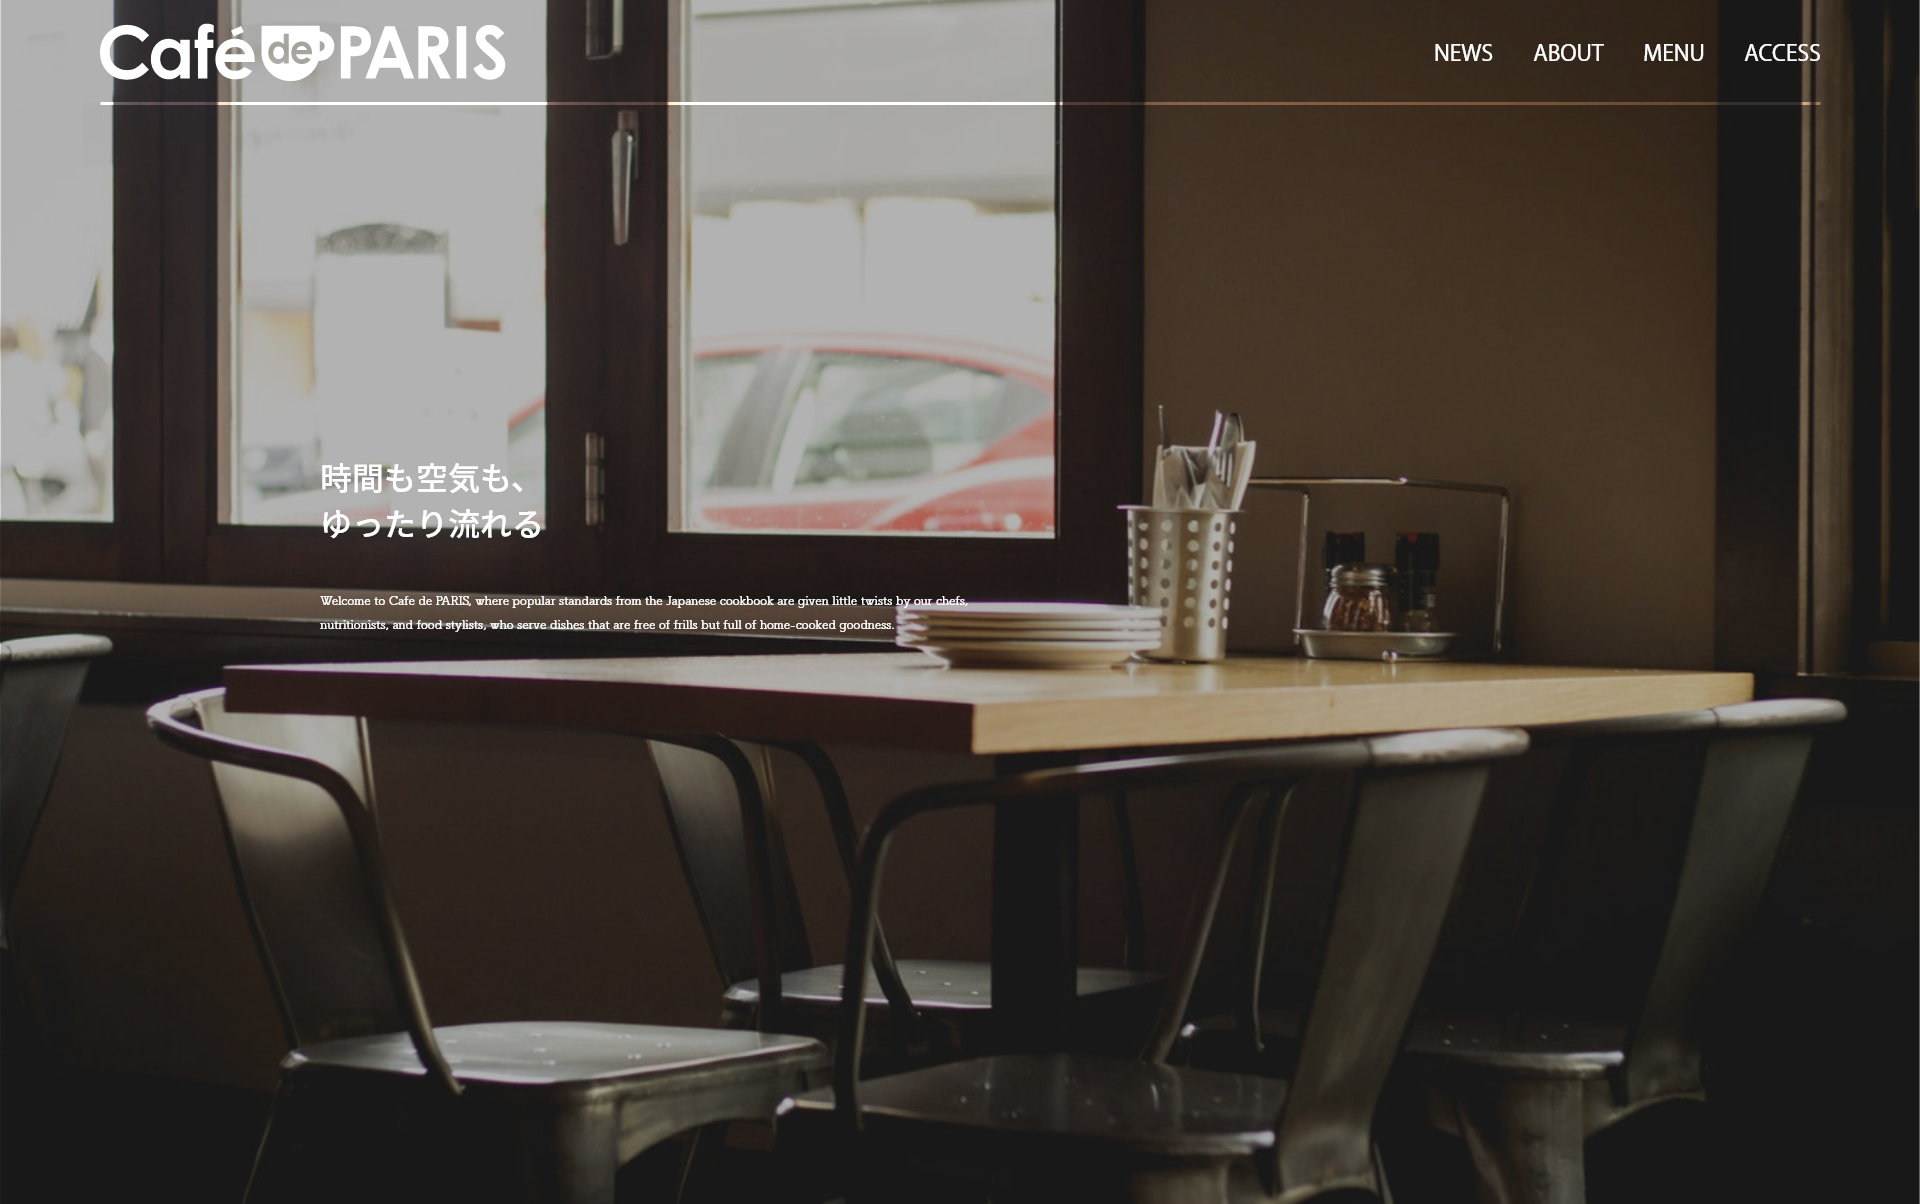 Café de PARIS
NEWS ABOUT MENU ACCESS
時間も空気も、
ゆったり流れる
Welcome to Cafe de PARIS, where popular standards from the Japanese cookbook are given little twists by our chefs,
nutritionists, and food stylists, who serve dishes that are free of frills but full of home-cooked goodness.